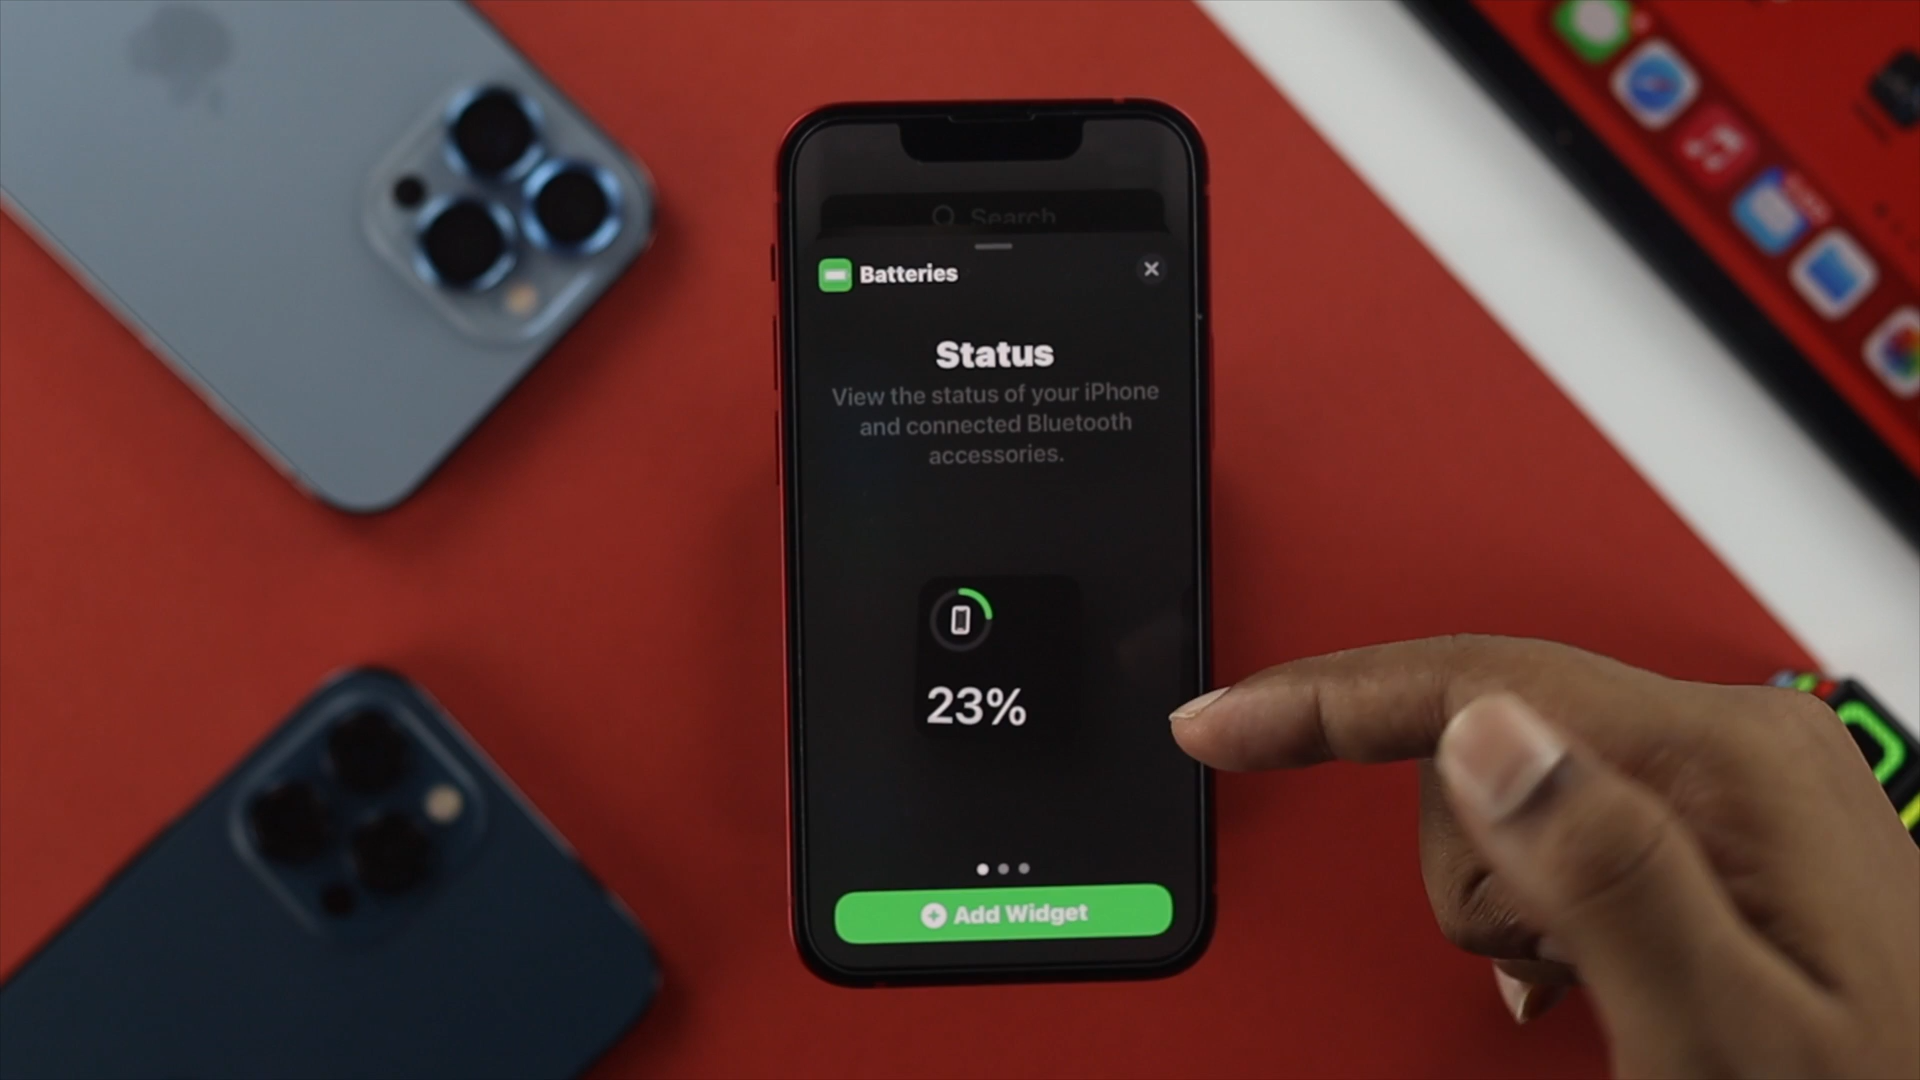 Search
Batteries
Status
View the status of your iPhone
and connected Bluetooth
accessories.
23%
Add Widget